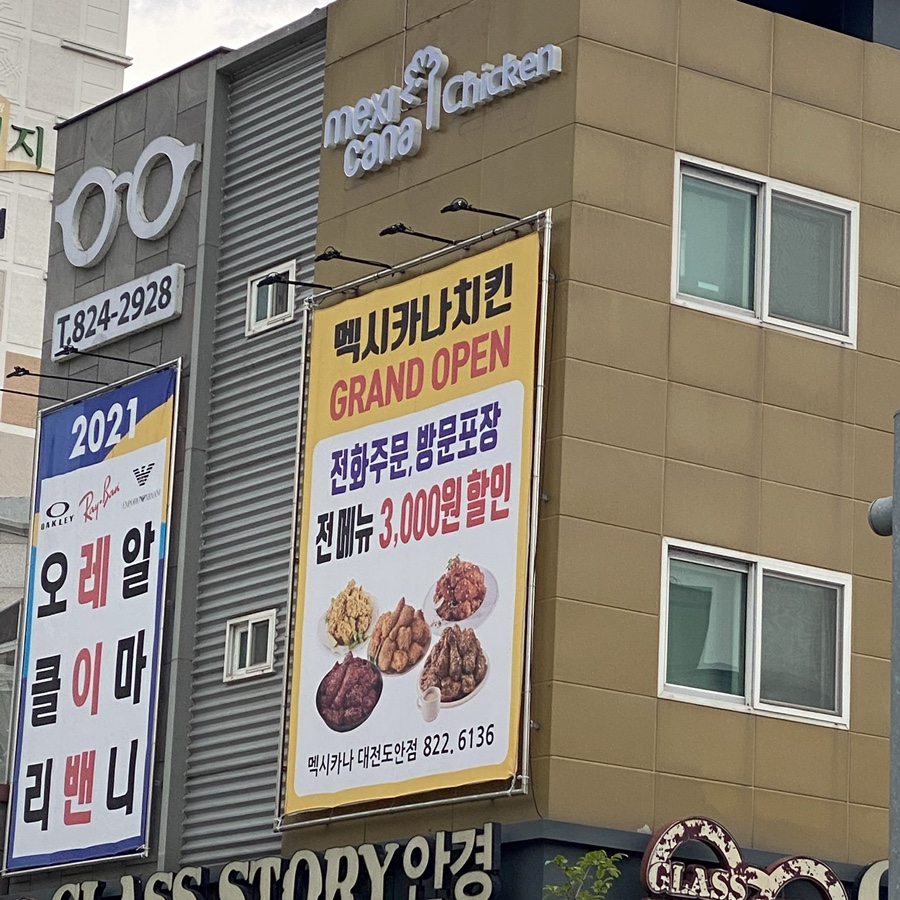 지
mexi
cana
Chicken
T.824-2928
멕시카나치킨
GRAND OPEN
전화주문,방문포장
전메뉴 3,000원 할인
멕시카나 대전도안점 822. 6136
2021
OAKLEY
Ray-Ban
EMPORIO ARMANI
오 레 알
클 이 마
리 밴 니
GLASS STORY안경
GLASS